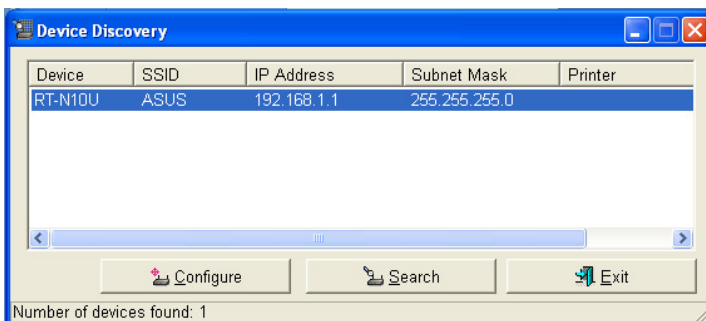 Device Discovery
Device SSID IP Address Subnet Mask Printer
RT-N10U ASUS 192.168.1.1 255.255.255.0
Configure Search Exit
Number of devices found: 1